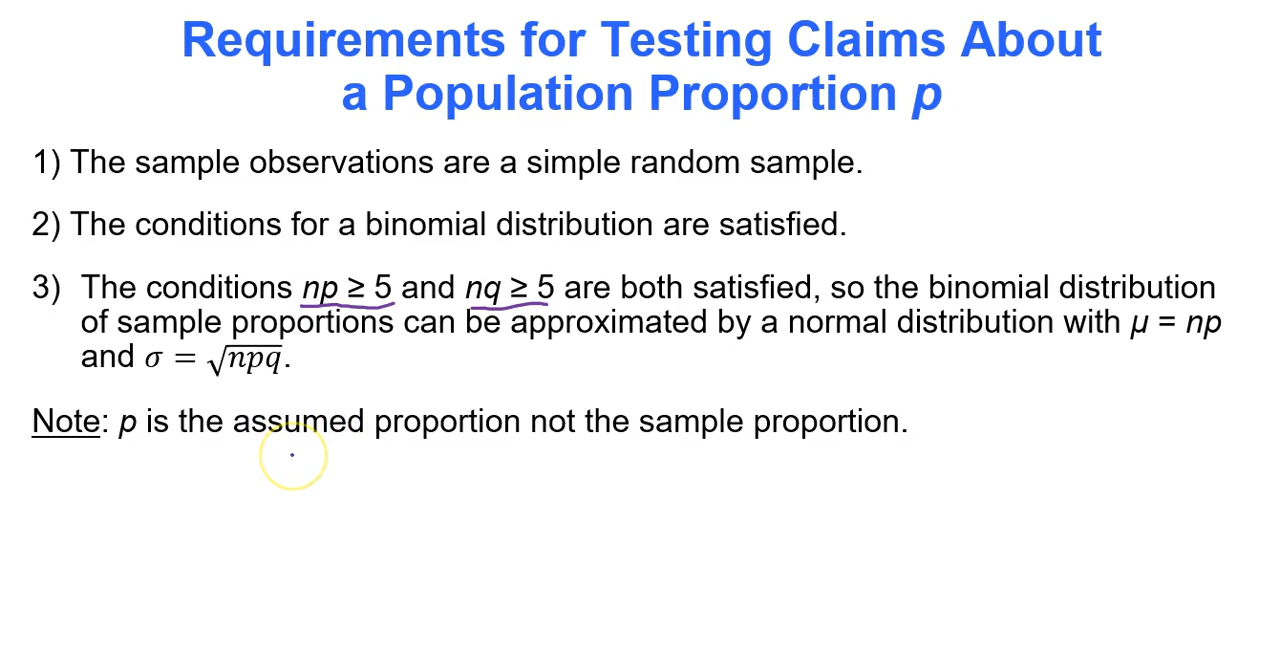 Requirements for Testing Claims About
a Population Proportion p
1) The sample observations are a simple random sample.
2) The conditions for a binomial distribution are satisfied.
3) The conditions np ≥ 5 and nq ≥ 5 are both satisfied, so the binomial distribution
of sample proportions can be approximated by a normal distribution with μ = np
and σ = √npq.
Note: p is the assumed proportion not the sample proportion.